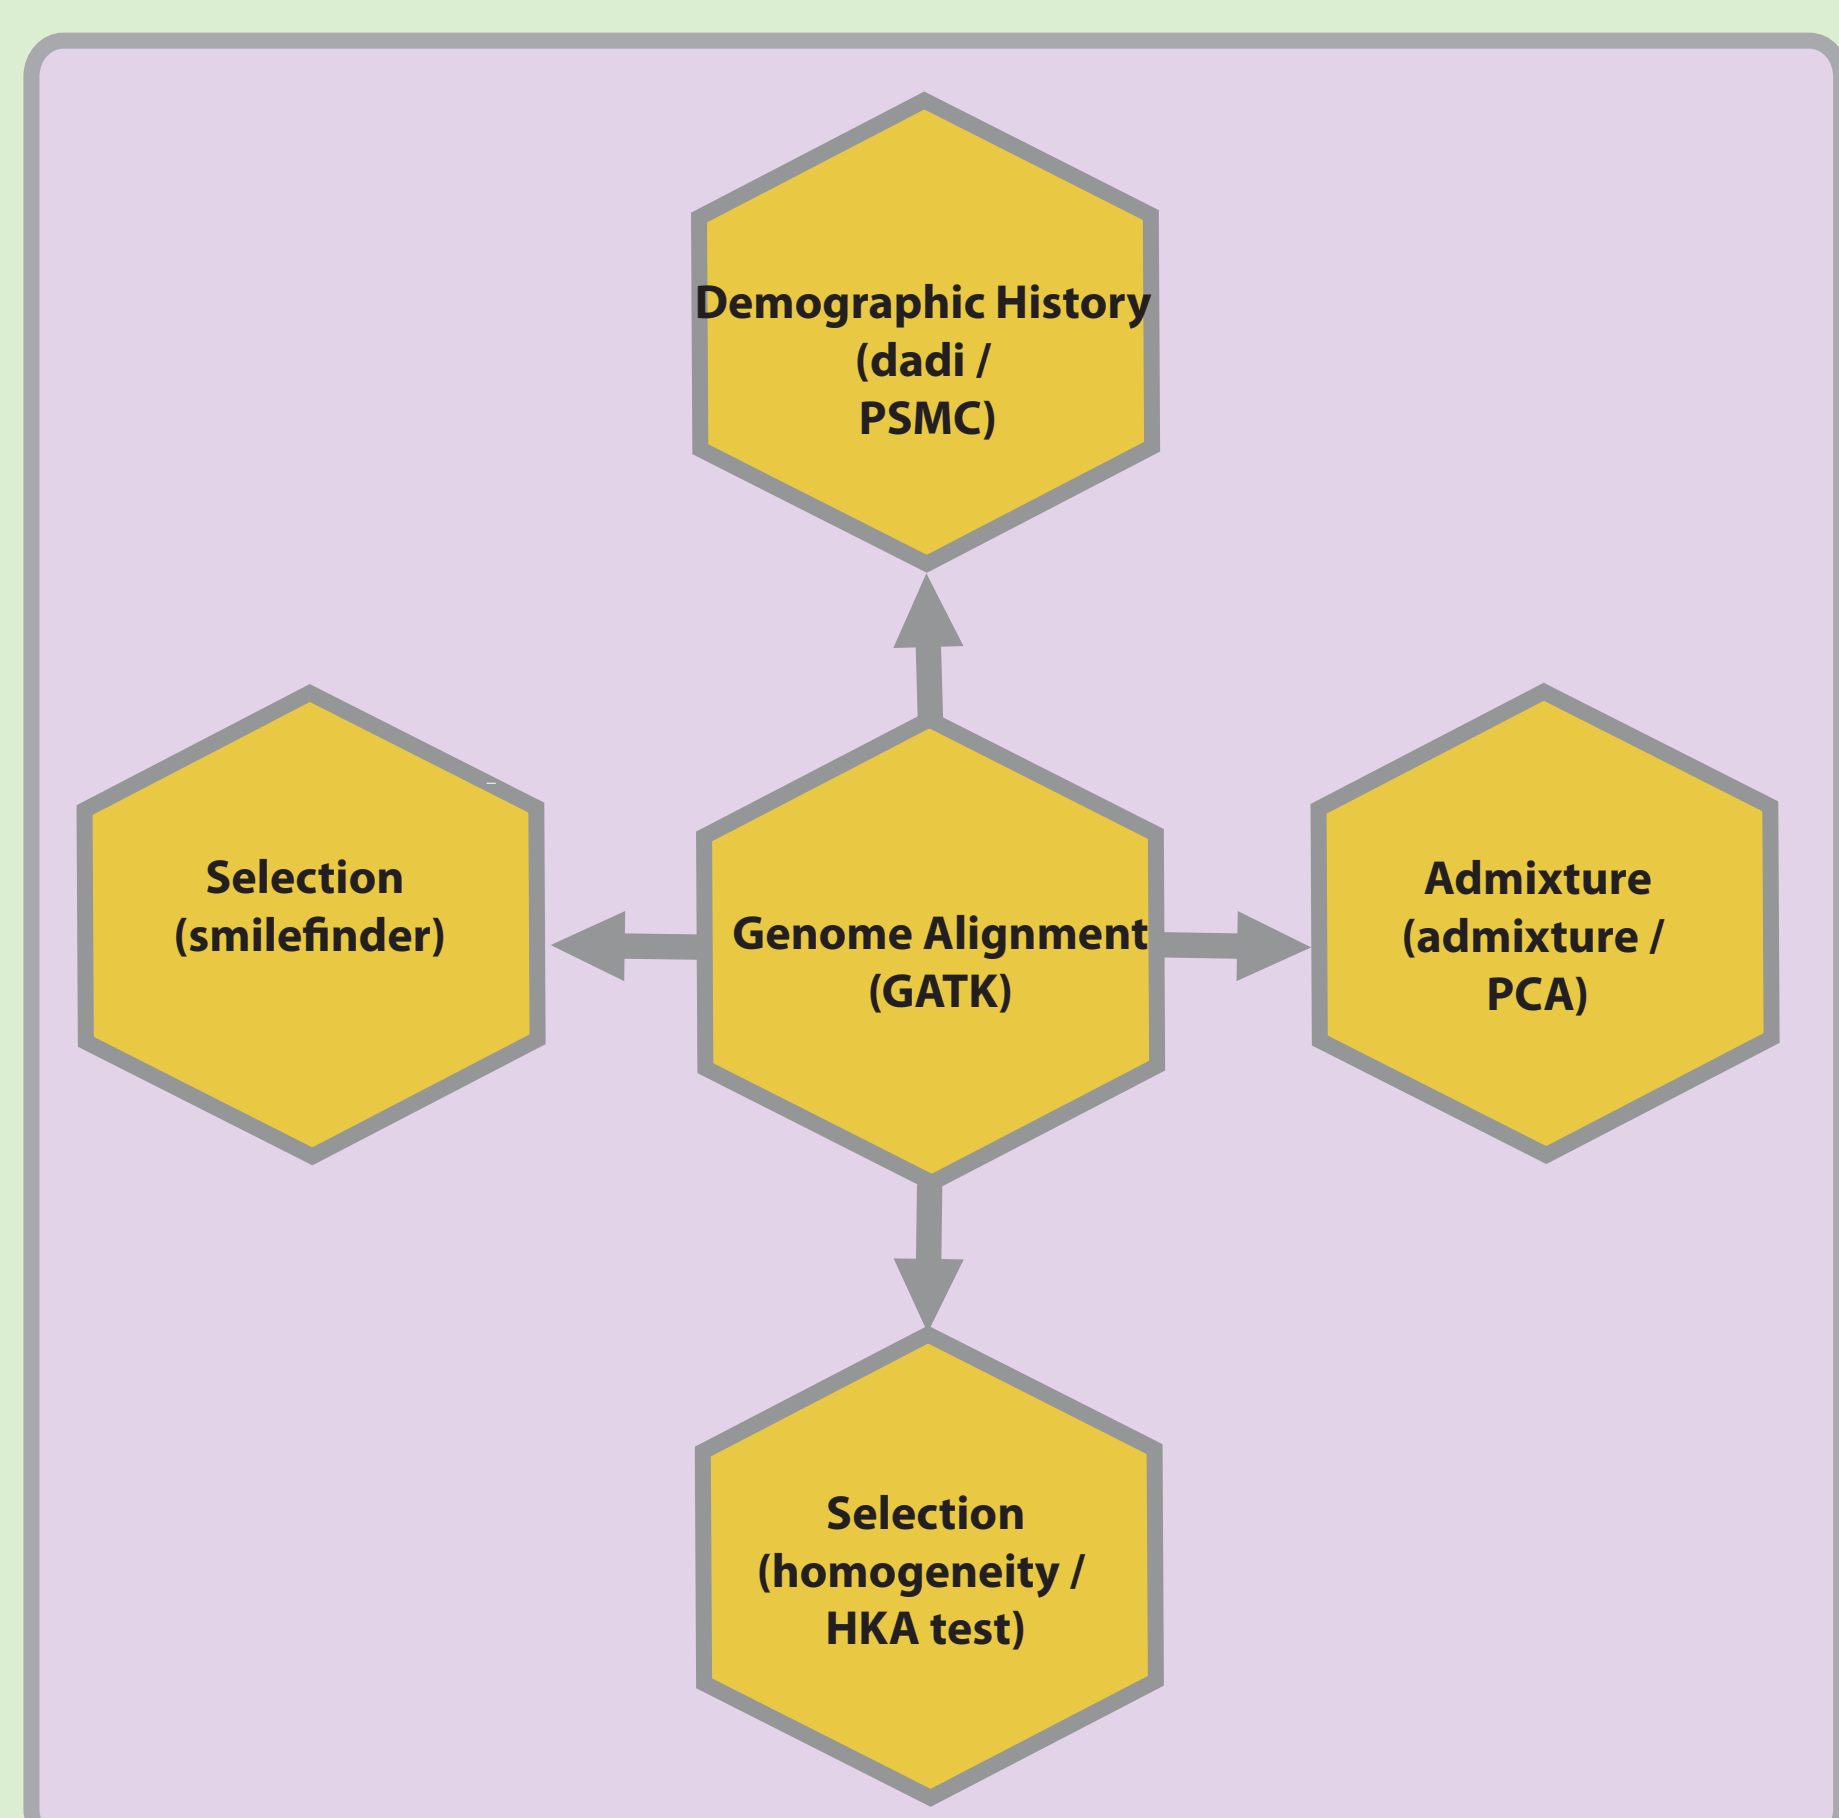 Demographic History
(dadi /
PSMC)
Selection
(smilefinder)
Genome Alignment
(GATK)
Admixture
(admixture /
PCA)
Selection
(homogeneity /
HKA test)